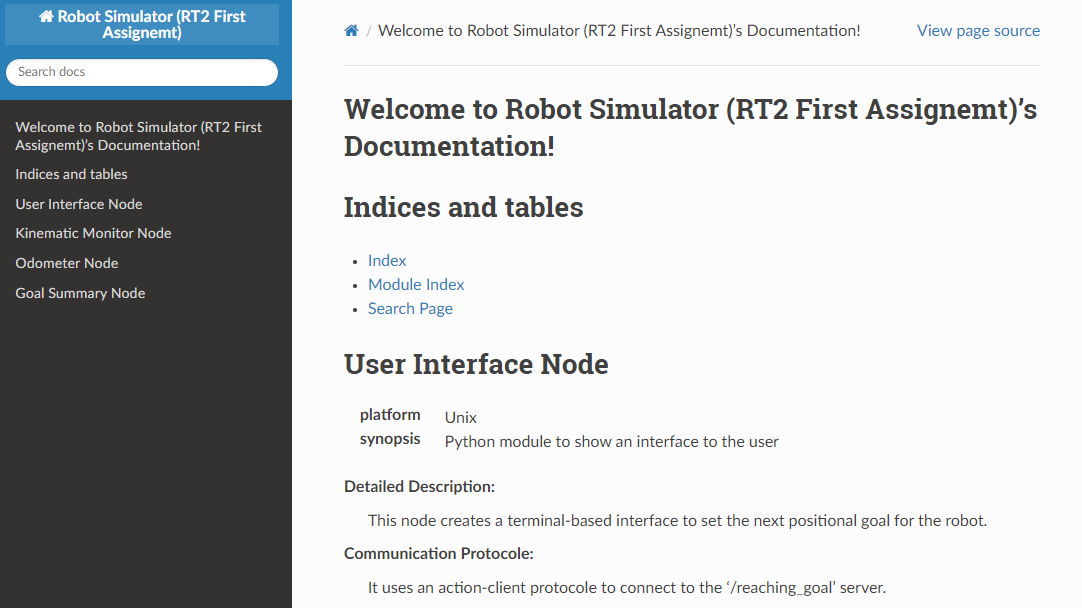 Robot Simulator (RT2 First
Assignemt)
Search docs
Welcome to Robot Simulator (RT2 First
Assignemt)’s Documentation!
Indices and tables
User Interface Node
Kinematic Monitor Node
Odometer Node
Goal Summary Node
/ Welcome to Robot Simulator (RT2 First Assignemt)’s Documentation! View page source
Welcome to Robot Simulator (RT2 First Assignemt)’s
Documentation!
Indices and tables
• Index
• Module Index
• Search Page
User Interface Node
platform Unix
synopsis Python module to show an interface to the user
Detailed Description:
This node creates a terminal-based interface to set the next positional goal for the robot.
Communication Protocole:
It uses an action-client protocole to connect to the ‘/reaching_goal’ server.